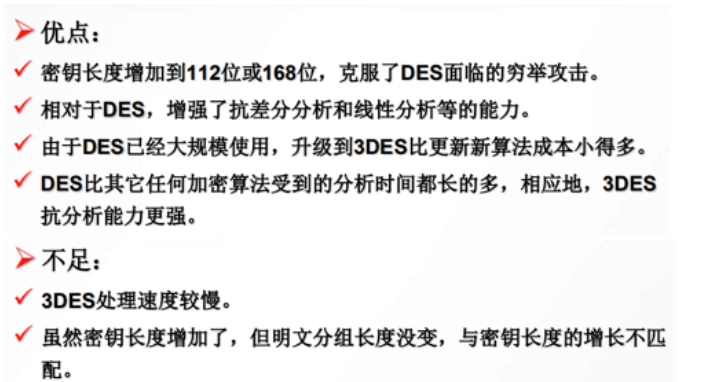 优点：
密钥长度增加到112位或168位，克服了DES面临的穷举攻击。
相对于DES，增强了抗差分分析和线性分析等的能力。
由于DES已经大规模使用，升级到3DES比更新新算法成本小得多。
DES比其它任何加密算法受到的分析时间都长的多，相应地，3DES
抗分析能力更强。
不足：
3DES处理速度较慢。
虽然密钥长度增加了，但明文分组长度没变，与密钥长度的增长不匹
配。